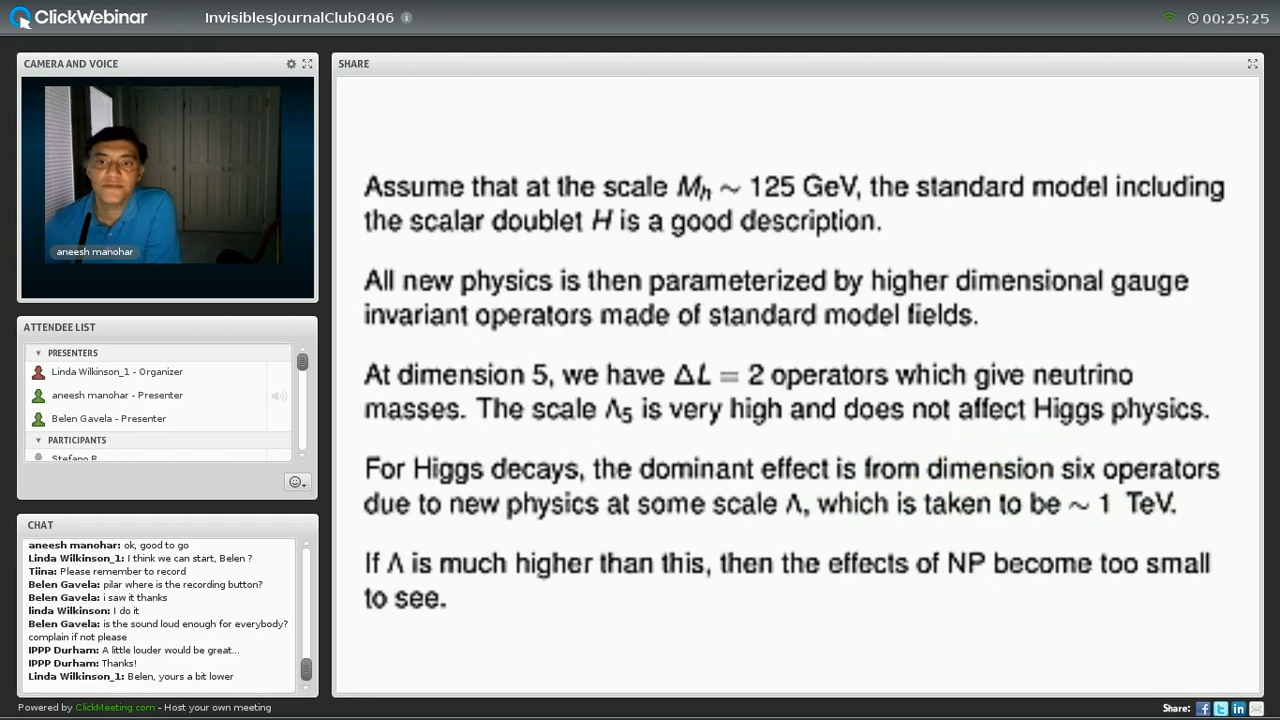 ClickWebinar
InvisiblesJournalClub0406
00:25:25
CAMERA AND VOICE
aneesh manohar
ATTENDEE LIST
PRESENTERS
Linda Wilkinson_1 - Organizer
aneesh manohar - Presenter
Belen Gavela - Presenter
PARTICIPANTS
Stefano R
CHAT
aneesh manohar: ok, good to go
Linda Wilkinson_1: I think we can start, Belen ?
Tiina: Please remember to record
Belen Gavela: pilar where is the recording button?
Belen Gavela: i saw it thanks
linda Wilkinson: I do it
Belen Gavela: is the sound loud enough for everybody?
complain if not please
IPPP Durham: A little louder would be great...
IPPP Durham: Thanks!
Linda Wilkinson_1: Belen, yours a bit lower
SHARE
Assume that at the scale Mh ∼ 125 GeV, the standard model including
the scalar doublet H is a good description.
All new physics is then parameterized by higher dimensional gauge
invariant operators made of standard model fields.
At dimension 5, we have ΔL = 2 operators which give neutrino
masses. The scale Λ5 is very high and does not affect Higgs physics.
For Higgs decays, the dominant effect is from dimension six operators
due to new physics at some scale Λ, which is taken to be ∼ 1 TeV.
If Λ is much higher than this, then the effects of NP become too small
to see.
Powered by ClickMeeting.com - Host your own meeting
Share: